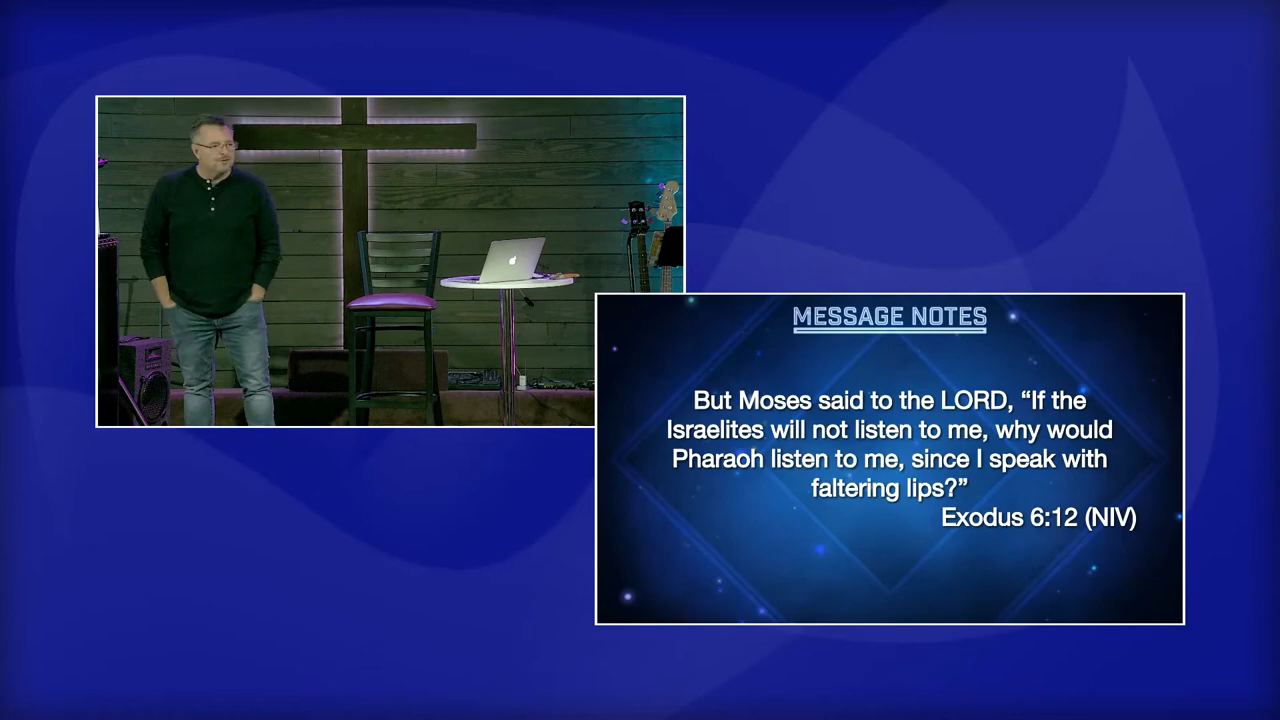 MESSAGE NOTES
But Moses said to the LORD, “If the
Israelites will not listen to me, why would
Pharaoh listen to me, since I speak with
faltering lips?”
Exodus 6:12 (NIV)